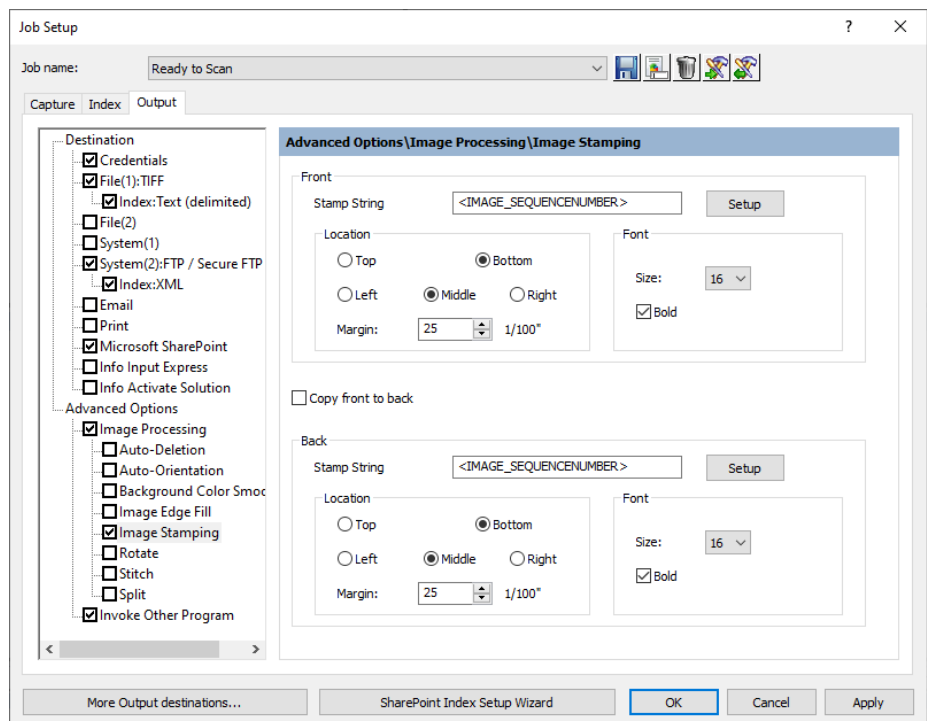 Job Setup
?
Job name:
Ready to Scan
Capture
Index
Output
Destination
Credentials
File(1):TIFF
Index:Text (delimited)
File(2)
System(1)
System(2):FTP / Secure FTP
Index:XML
Email
Print
Microsoft SharePoint
Info Input Express
Info Activate Solution
Advanced Options
Image Processing
Auto-Deletion
Auto-Orientation
Background Color Smoo
Image Edge Fill
Image Stamping
Rotate
Stitch
Split
Invoke Other Program
Advanced Options\Image Processing\Image Stamping
Front
Stamp String
<IMAGE_SEQUENCENUMBER>
Setup
Location
Top
Bottom
Left
Middle
Right
Margin:
25
1/100"
Font
Size:
16
Bold
Copy front to back
Back
Stamp String
<IMAGE_SEQUENCENUMBER>
Setup
Location
Top
Bottom
Left
Middle
Right
Margin:
25
1/100"
Font
Size:
16
Bold
More Output destinations...
SharePoint Index Setup Wizard
OK
Cancel
Apply